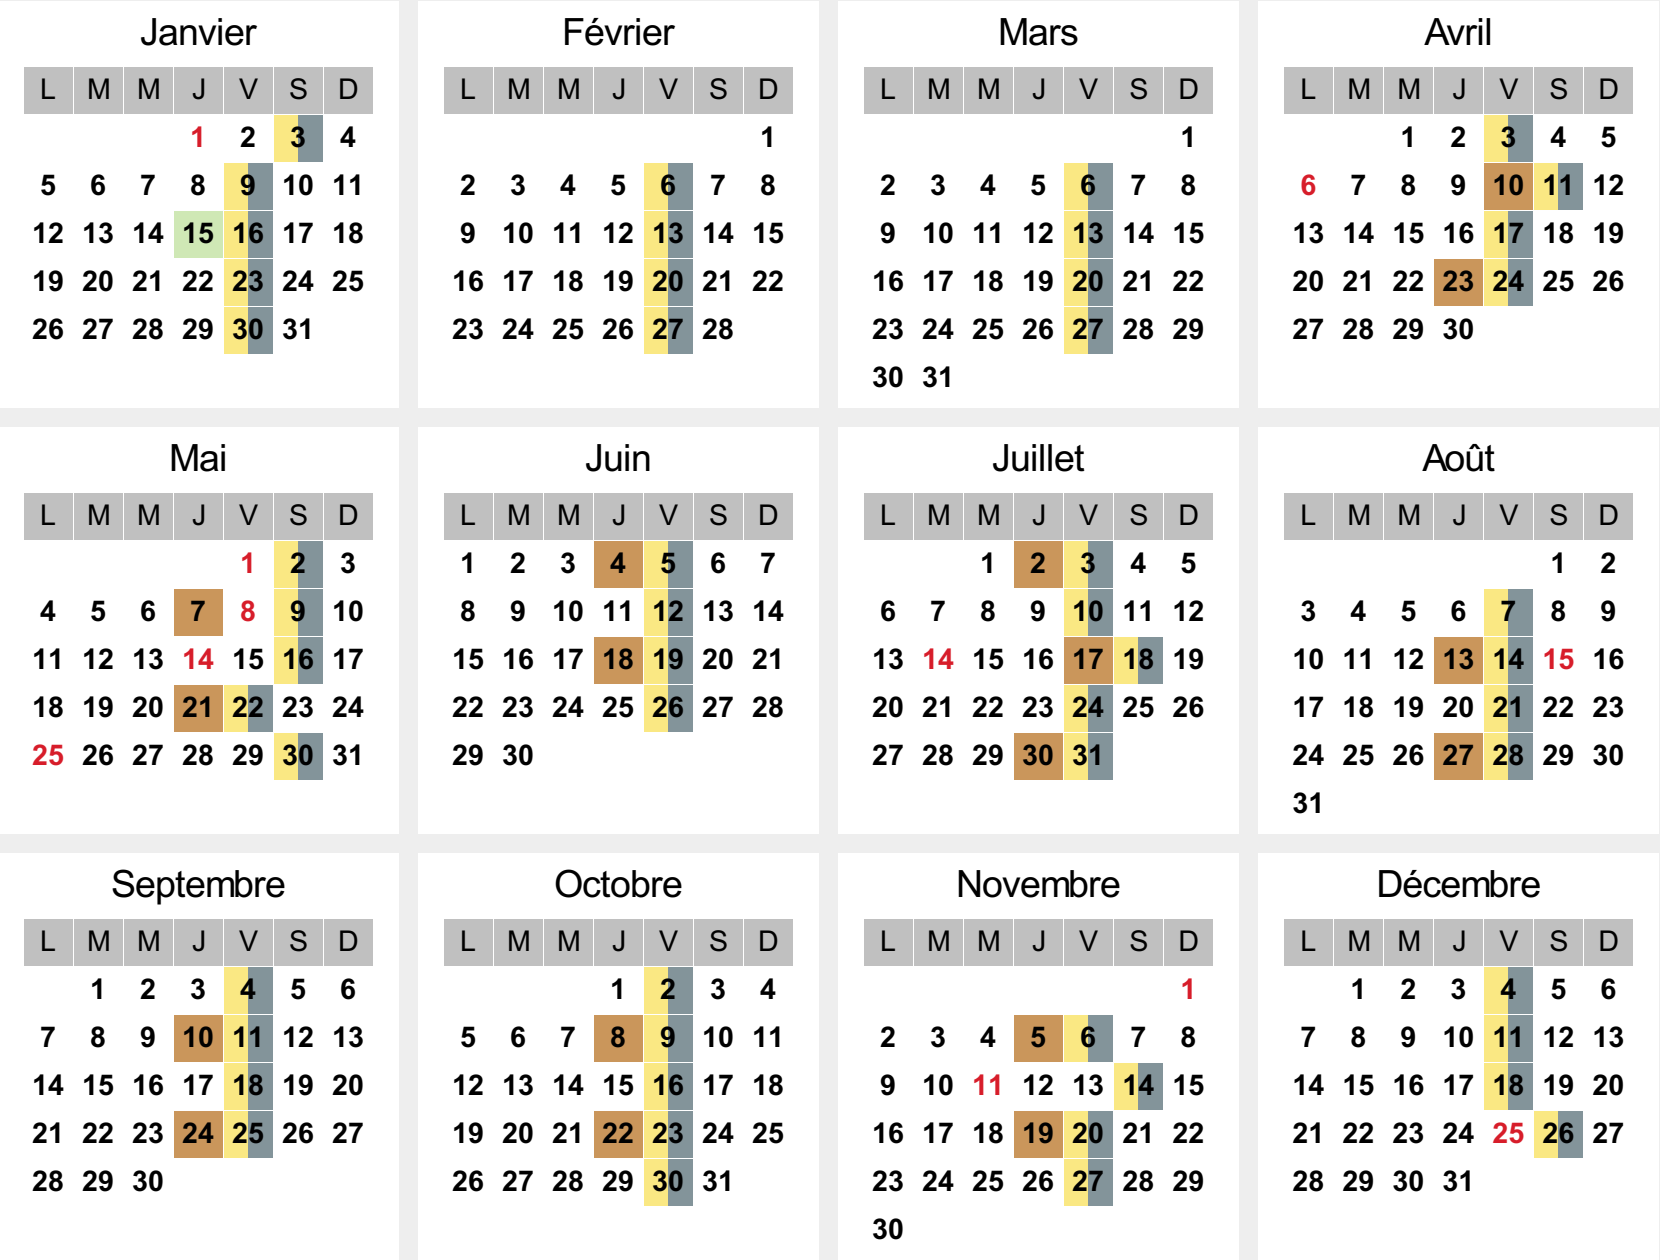 Janvier
L M M J V S D
1 2 3 4
5 6 7 8 9 10 11
12 13 14 15 16 17 18
19 20 21 22 23 24 25
26 27 28 29 30 31
Février
L M M J V S D
1
2 3 4 5 6 7 8
9 10 11 12 13 14 15
16 17 18 19 20 21 22
23 24 25 26 27 28
Mars
L M M J V S D
1
2 3 4 5 6 7 8
9 10 11 12 13 14 15
16 17 18 19 20 21 22
23 24 25 26 27 28 29
30 31
Avril
L M M J V S D
1 2 3 4 5
6 7 8 9 10 11 12
13 14 15 16 17 18 19
20 21 22 23 24 25 26
27 28 29 30
Mai
L M M J V S D
1 2 3
4 5 6 7 8 9 10
11 12 13 14 15 16 17
18 19 20 21 22 23 24
25 26 27 28 29 30 31
Juin
L M M J V S D
1 2 3 4 5 6 7
8 9 10 11 12 13 14
15 16 17 18 19 20 21
22 23 24 25 26 27 28
29 30
Juillet
L M M J V S D
1 2 3 4 5
6 7 8 9 10 11 12
13 14 15 16 17 18 19
20 21 22 23 24 25 26
27 28 29 30 31
Août
L M M J V S D
1 2
3 4 5 6 7 8 9
10 11 12 13 14 15 16
17 18 19 20 21 22 23
24 25 26 27 28 29 30
31
Septembre
L M M J V S D
1 2 3 4 5 6
7 8 9 10 11 12 13
14 15 16 17 18 19 20
21 22 23 24 25 26 27
28 29 30
Octobre
L M M J V S D
1 2 3 4
5 6 7 8 9 10 11
12 13 14 15 16 17 18
19 20 21 22 23 24 25
26 27 28 29 30 31
Novembre
L M M J V S D
1
2 3 4 5 6 7 8
9 10 11 12 13 14 15
16 17 18 19 20 21 22
23 24 25 26 27 28 29
30
Décembre
L M M J V S D
1 2 3 4 5 6
7 8 9 10 11 12 13
14 15 16 17 18 19 20
21 22 23 24 25 26 27
28 29 30 31